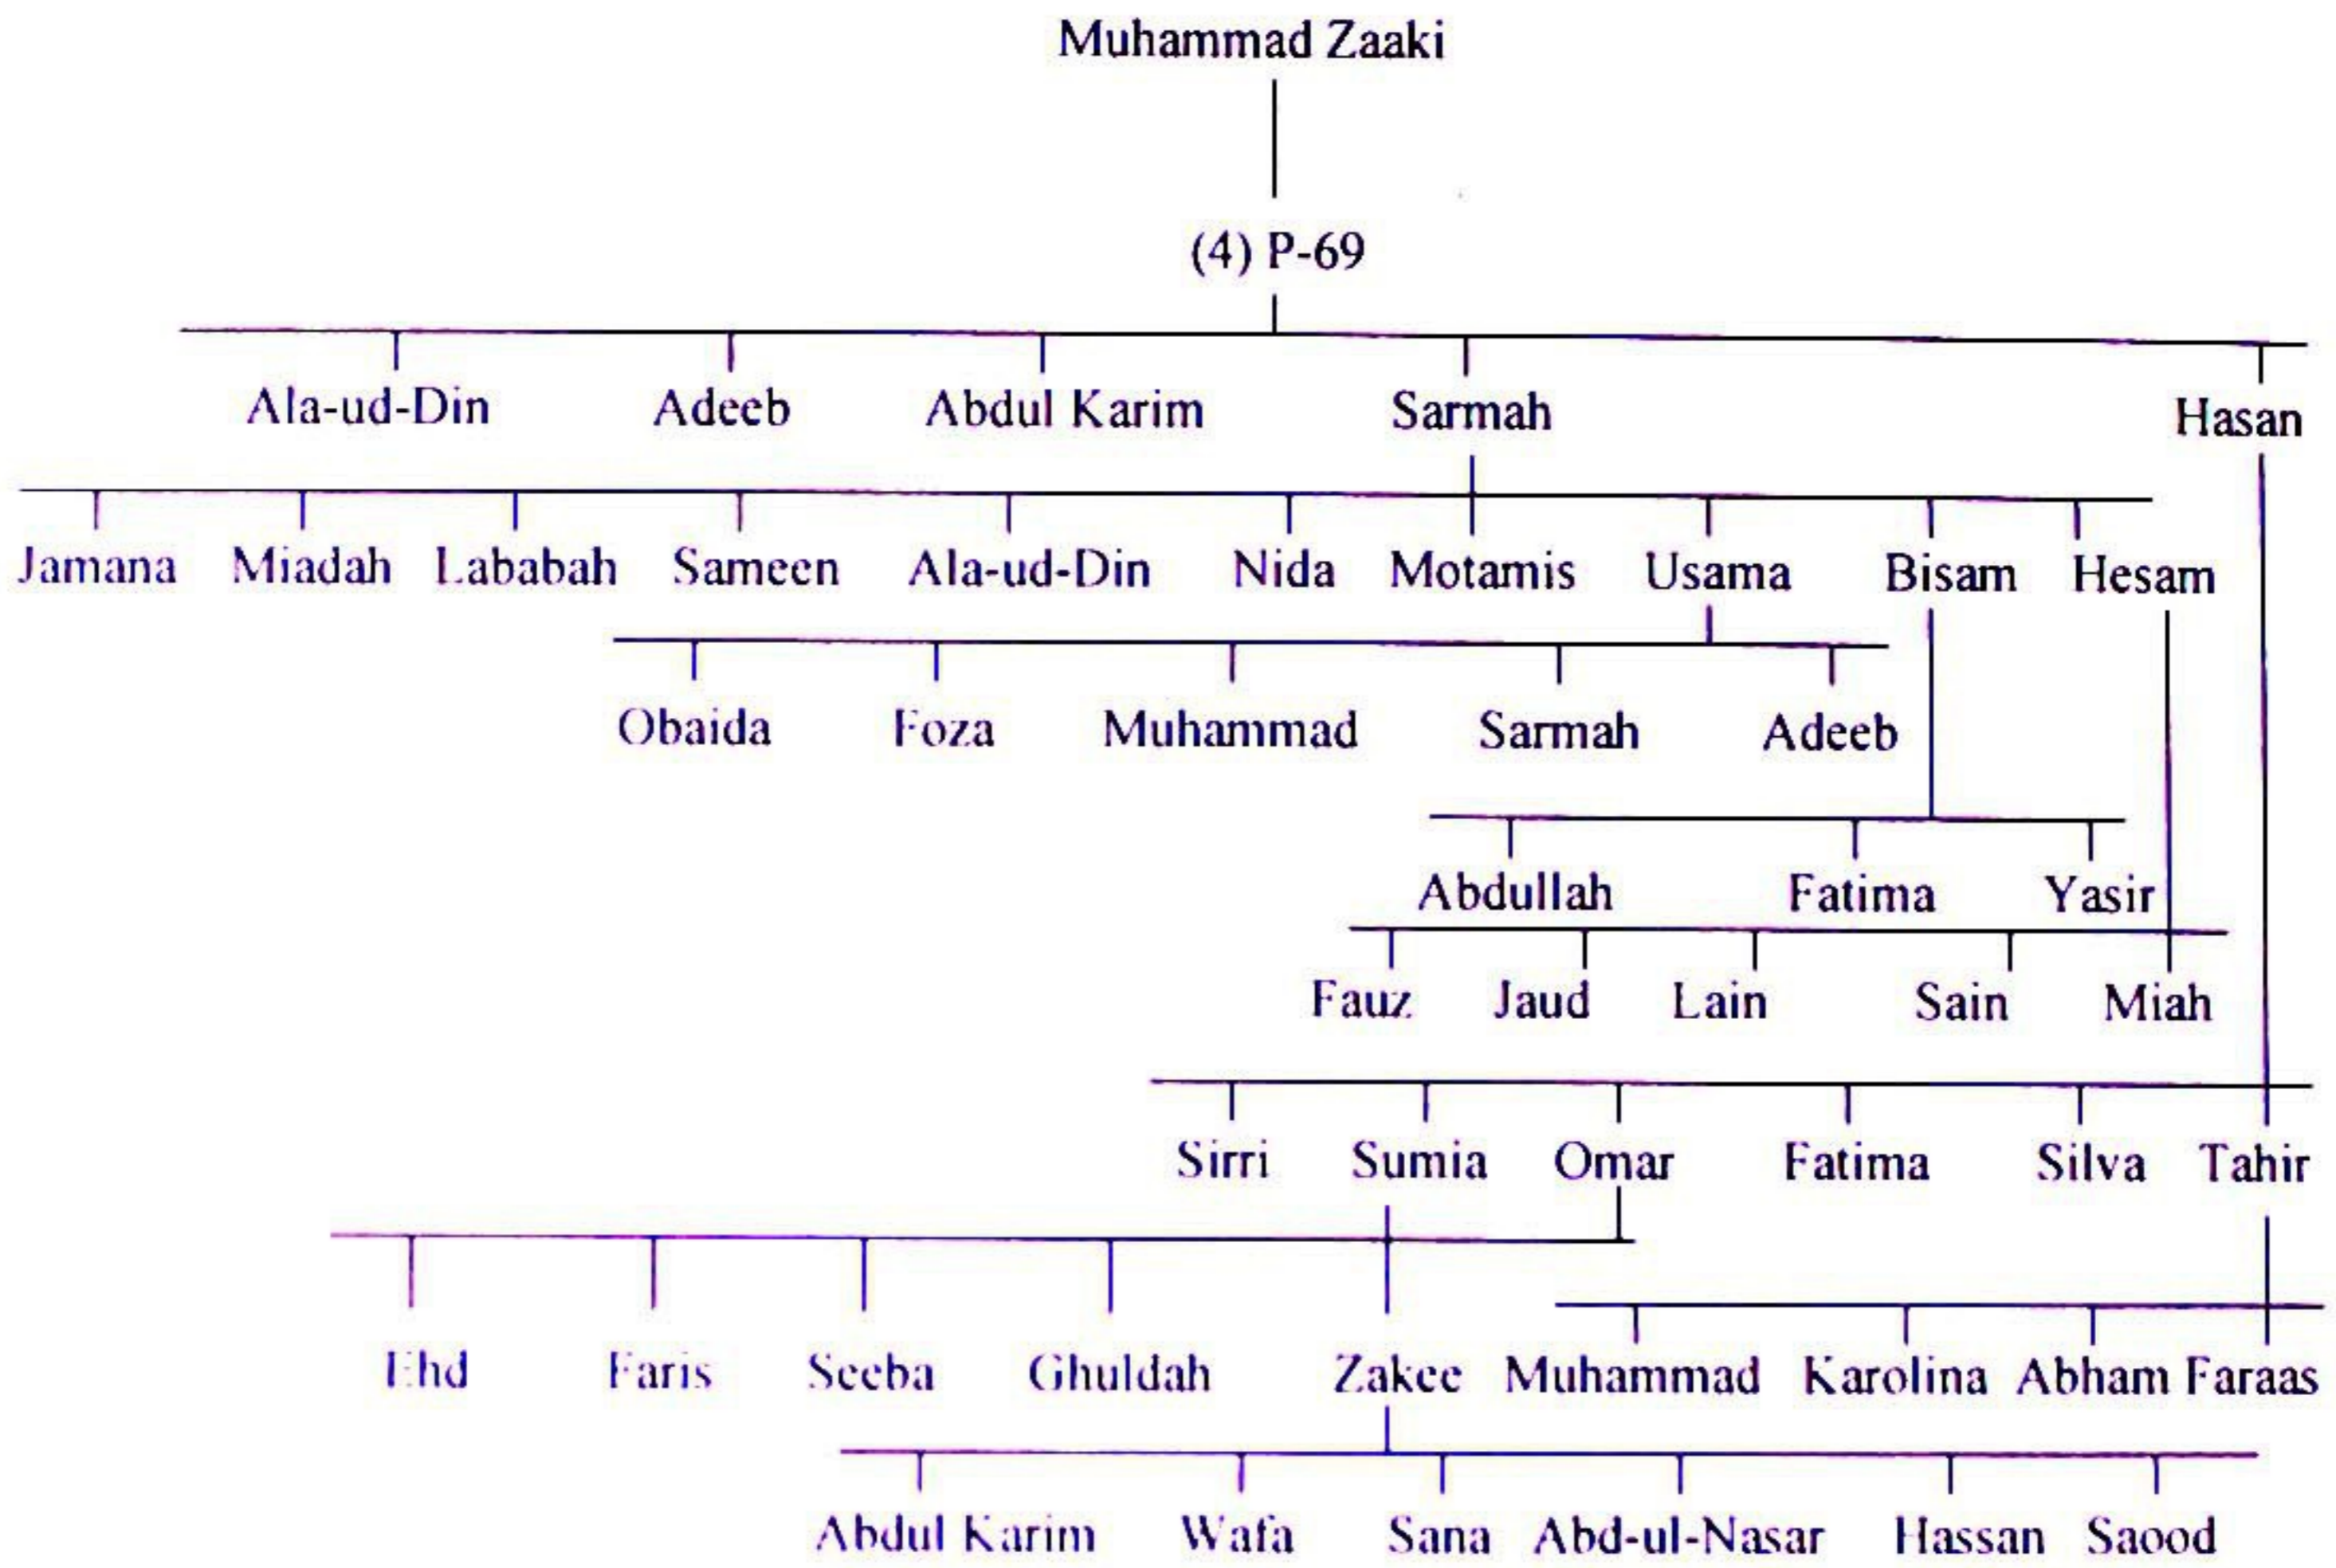 Muhammad Zaaki
(4) P-69
Ala-ud-Din Adeeb Abdul Karim Sarmah Hasan
Jamana Miadah Lababah Sameen Ala-ud-Din Nida Motamis Usama Bisam Hesam
Obaida Foza Muhammad Sarmah Adeeb
Abdullah Fatima Yasir
Fauz Jaud Lain Sain Miah
Sirri Sumia Omar Fatima Silva Tahir
Ehd Faris Seeba Ghuldah Zakee Muhammad Karolina Abham Faraas
Abdul Karim Wafa Sana Abd-ul-Nasar Hassan Saood